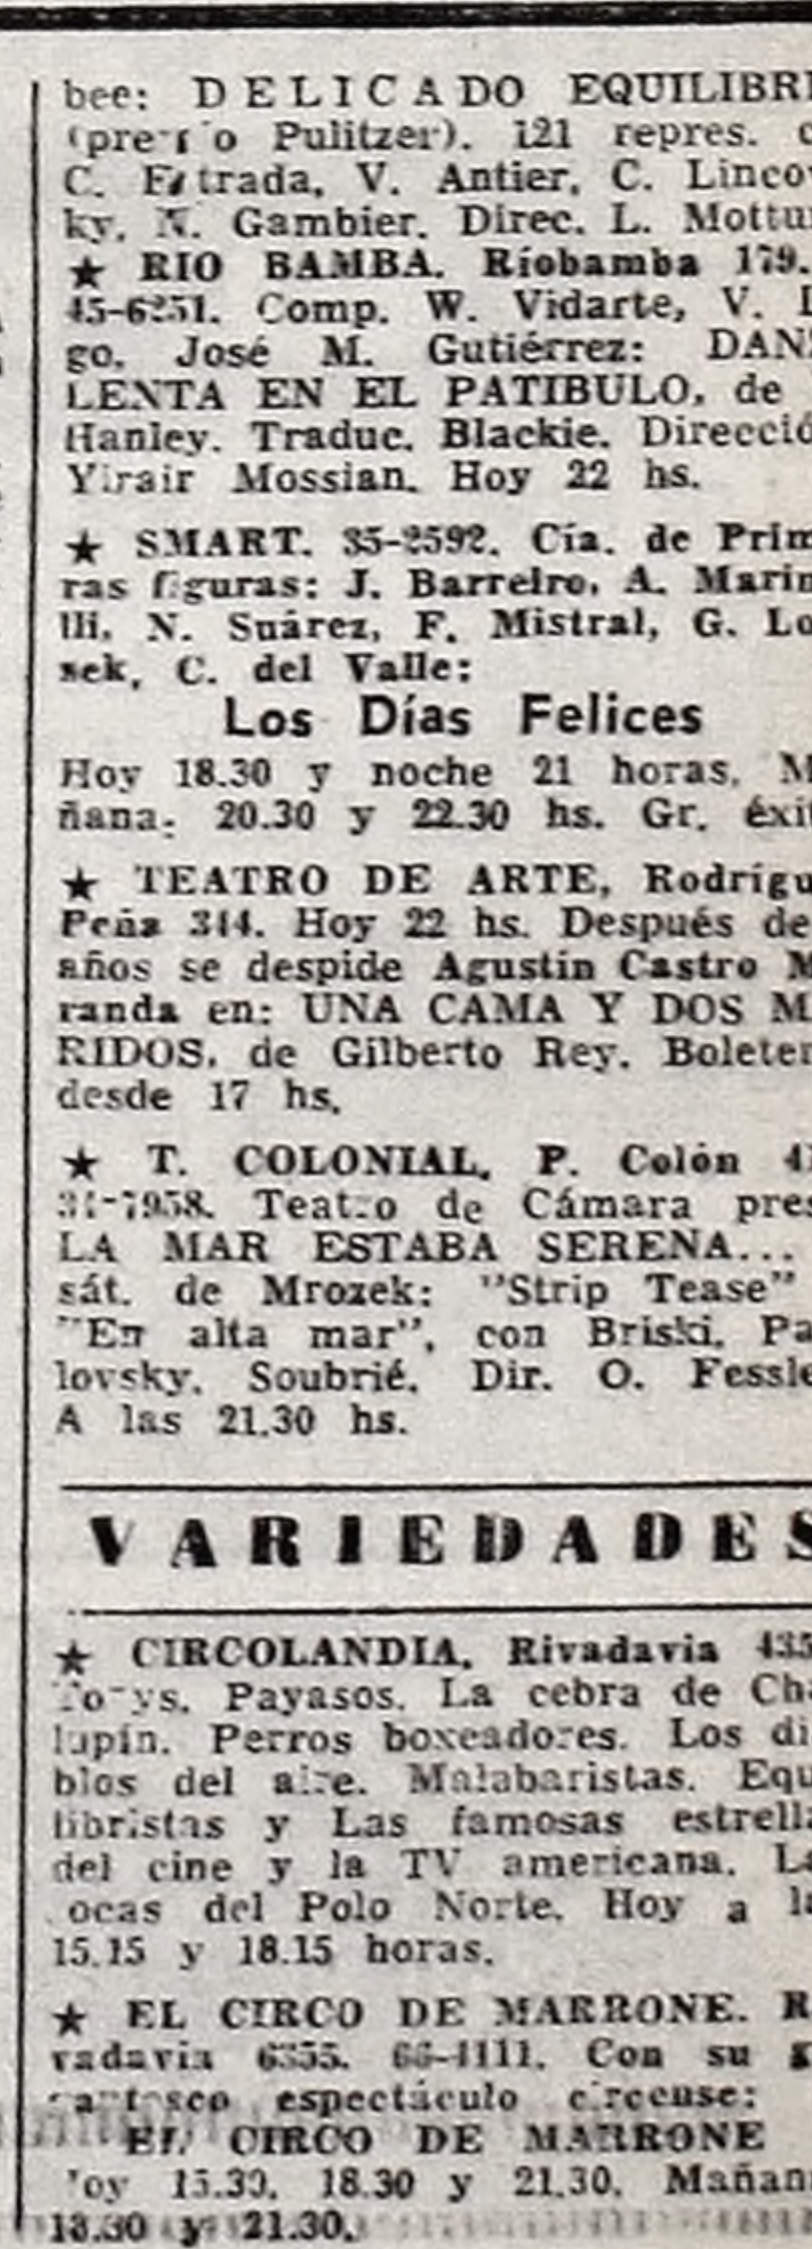 bee: DELICADO EQUILIBRI
Pulitzer). 121 repres.
C. V. Antier, C. Linco
ky, N. Gambier. Direc. L. Mottu
★ RIO BAMBA. Ríobamba 179.
45-6251. Comp. W. Vidarte, V.
go. José M. Gutiérrez: DAN
LENTA EN EL PATIBULO, de
Hanley. Traduc. Blackie. Direcció
Yirair Mossian. Hoy 22 hs.
★ SMART. 35-2592. Cía. de Prim
ras figuras: J. Barreiro, A. Marin
lli, N. Suárez, F. Mistral, G. Lo
sek, C. del Valle:
Los Días Felices
Hoy 18.30 y noche 21 horas. M
ñana: 20.30 y 22.30 hs. Gr. éxit
★ TEATRO DE ARTE, Rodrígu
Peña 344. Hoy 22 hs. Después de
años se despide Agustín Castro M
randa en: UNA CAMA Y DOS M
RIDOS, de Gilberto Rey. Boleter
desde 17 hs.
★ T. COLONIAL. P. Colón 41
Teatro de Cámara pres
LA MAR ESTABA SERENA...
sát. de Mrozek: "Strip Tease"
"En alta mar", con Briski, Pa
lovsky, Soubrié. Dir. O. Fessle
A las 21.30 hs.
VARIEDADES
★ CIRCOLANDIA. Rivadavia 435
Payasos. La cebra de Cha
lupín. Perros boxeadores. Los di
blos del aire. Malabaristas. Equ
libristas y Las famosas estrella
del cine y la TV americana. La
ocas del Polo Norte. Hoy a la
15.15 y 18.15 horas.
★ EL CIRCO DE MARRONE. R
vadavia 6355. 66-4111. Con su g
espectáculo circense:
EL CIRCO DE MARRONE
oy 15.30, 18.30 y 21.30. Mañan
18.30 y 21.30.